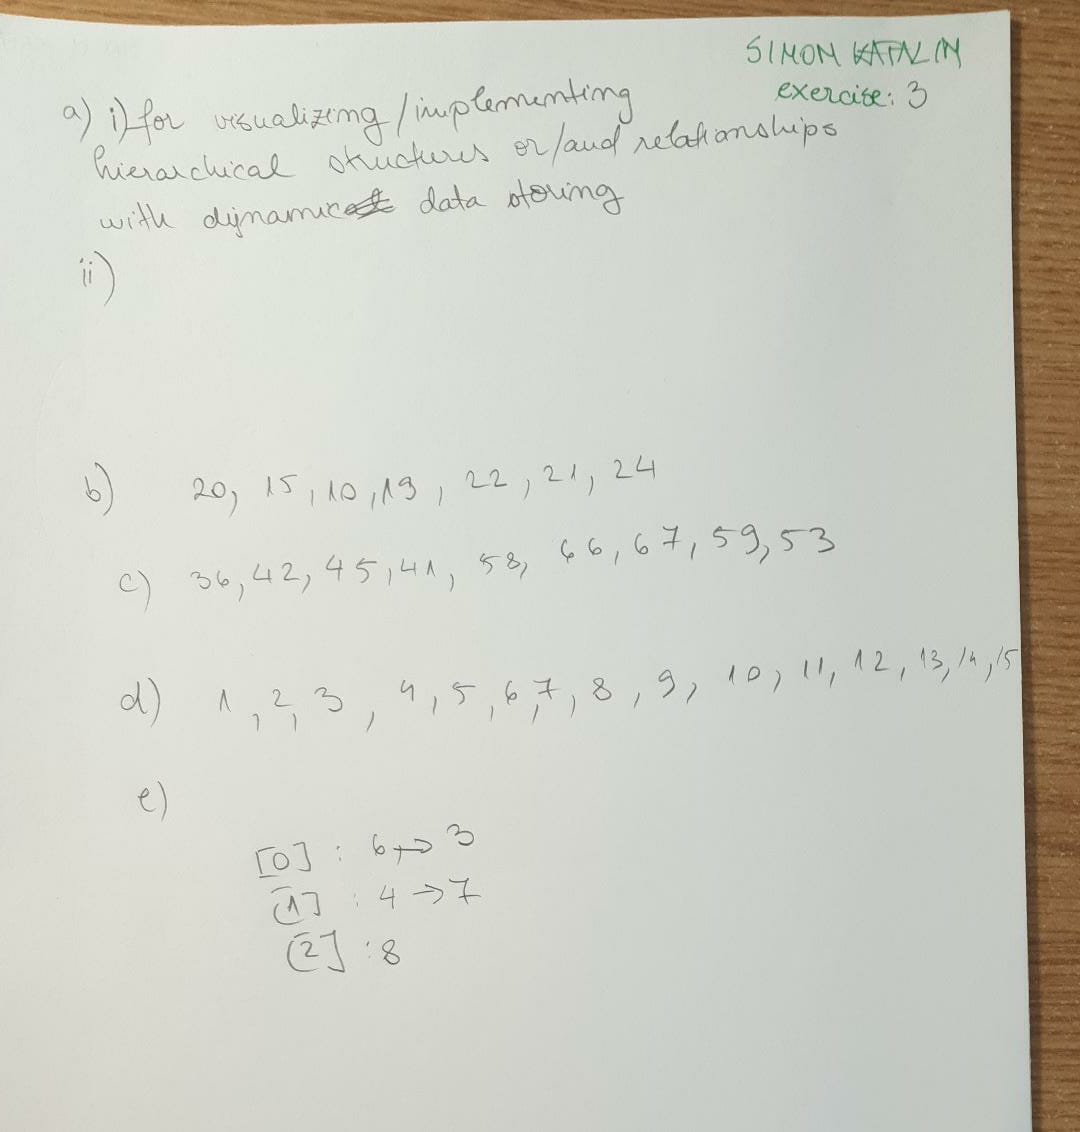 SIMON KATALIN
exercise: 3
a) i) for visualizing/implementing
hierarchical structures or/and relationships
with dynamic data storing
ii)
b) 20, 15, 10, 19, 22, 21, 24
c) 36, 42, 45, 41, 58, 66, 67, 59, 53
d) 1, 2, 3, 4, 5, 6, 7, 8, 9, 10, 11, 12, 13, 14, 15
e)
[0] : 6 → 3
[1] : 4 → 7
[2] : 8